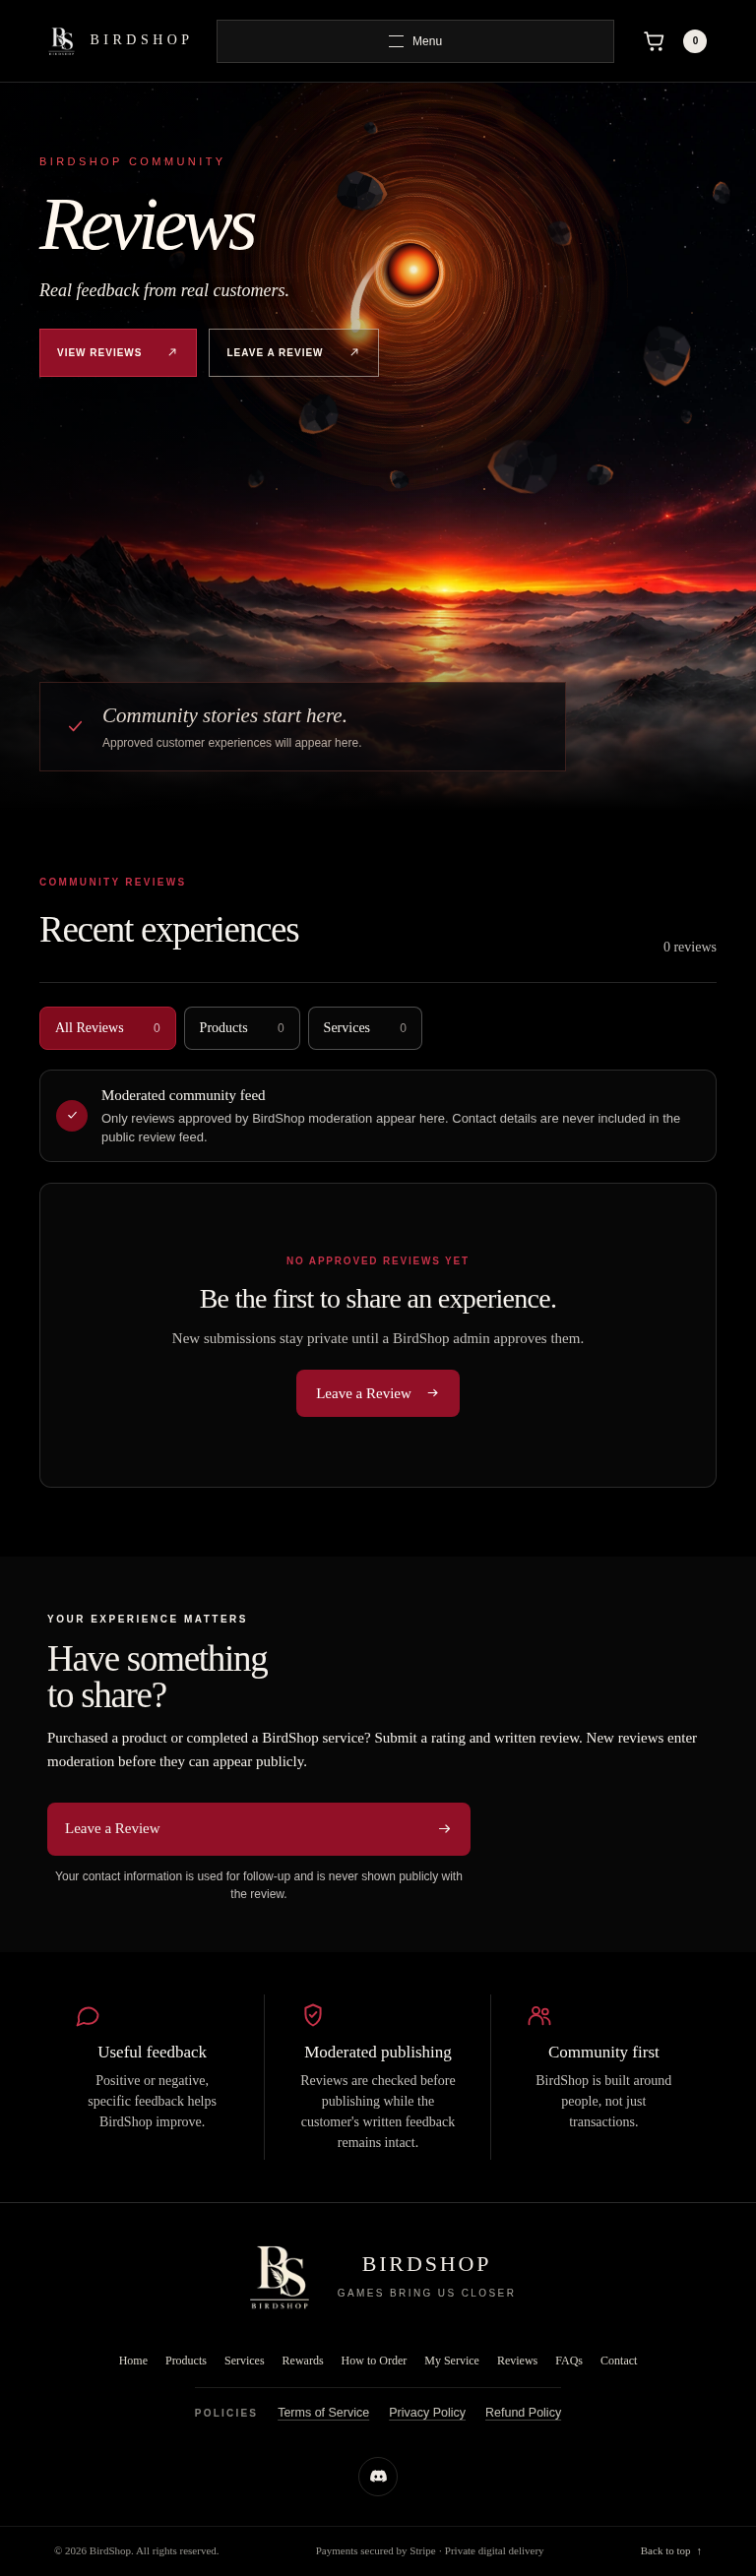 BS
BIRDSHOP
BIRDSHOP
Menu
0
BIRDSHOP COMMUNITY
Reviews
Real feedback from real customers.
VIEW REVIEWS ↗
LEAVE A REVIEW ↗
Community stories start here.
Approved customer experiences will appear here.
COMMUNITY REVIEWS
Recent experiences
0 reviews
All Reviews 0
Products 0
Services 0
Moderated community feed
Only reviews approved by BirdShop moderation appear here. Contact details are never included in the
public review feed.
NO APPROVED REVIEWS YET
Be the first to share an experience.
New submissions stay private until a BirdShop admin approves them.
Leave a Review →
YOUR EXPERIENCE MATTERS
Have something
to share?
Purchased a product or completed a BirdShop service? Submit a rating and written review. New reviews enter
moderation before they can appear publicly.
Leave a Review →
Your contact information is used for follow-up and is never shown publicly with
the review.
Useful feedback
Positive or negative,
specific feedback helps
BirdShop improve.
Moderated publishing
Reviews are checked before
publishing while the
customer's written feedback
remains intact.
Community first
BirdShop is built around
people, not just
transactions.
BS
BIRDSHOP
BIRDSHOP
GAMES BRING US CLOSER
Home Products Services Rewards How to Order My Service Reviews FAQs Contact
POLICIES Terms of Service Privacy Policy Refund Policy
© 2026 BirdShop. All rights reserved.
Payments secured by Stripe · Private digital delivery
Back to top ↑